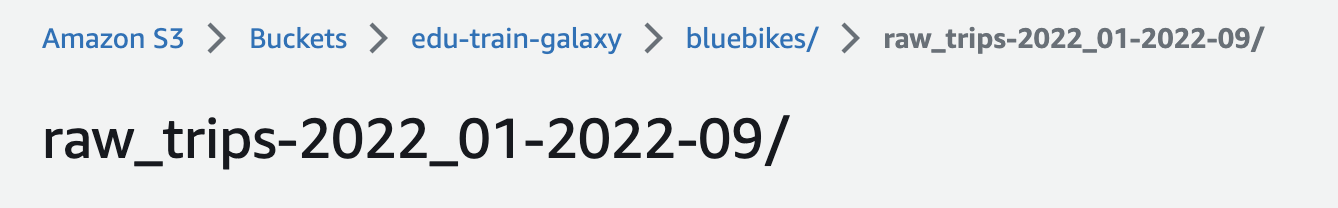 Amazon S3 > Buckets > edu-train-galaxy > bluebikes/ > raw_trips-2022_01-2022-09/
raw_trips-2022_01-2022-09/